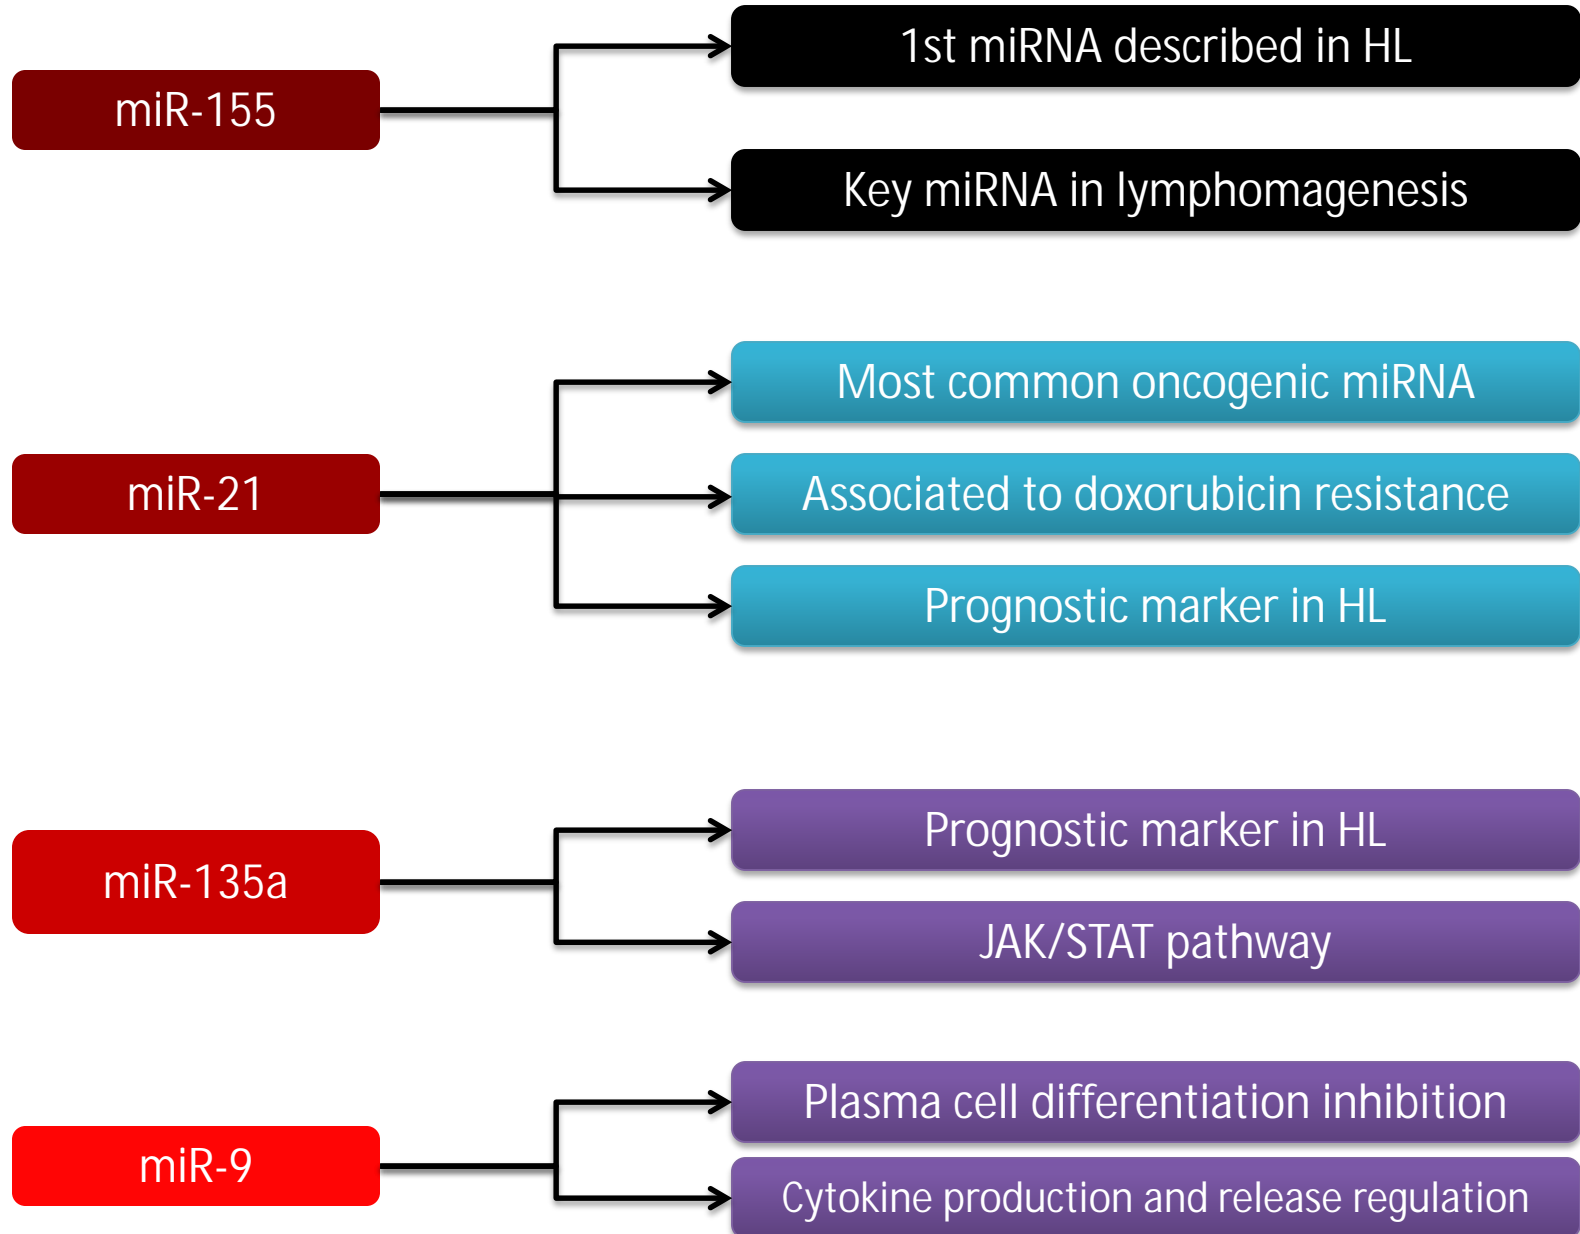 miR-155
1st miRNA described in HL
Key miRNA in lymphomagenesis
miR-21
Most common oncogenic miRNA
Associated to doxorubicin resistance
Prognostic marker in HL
miR-135a
Prognostic marker in HL
JAK/STAT pathway
miR-9
Plasma cell differentiation inhibition
Cytokine production and release regulation